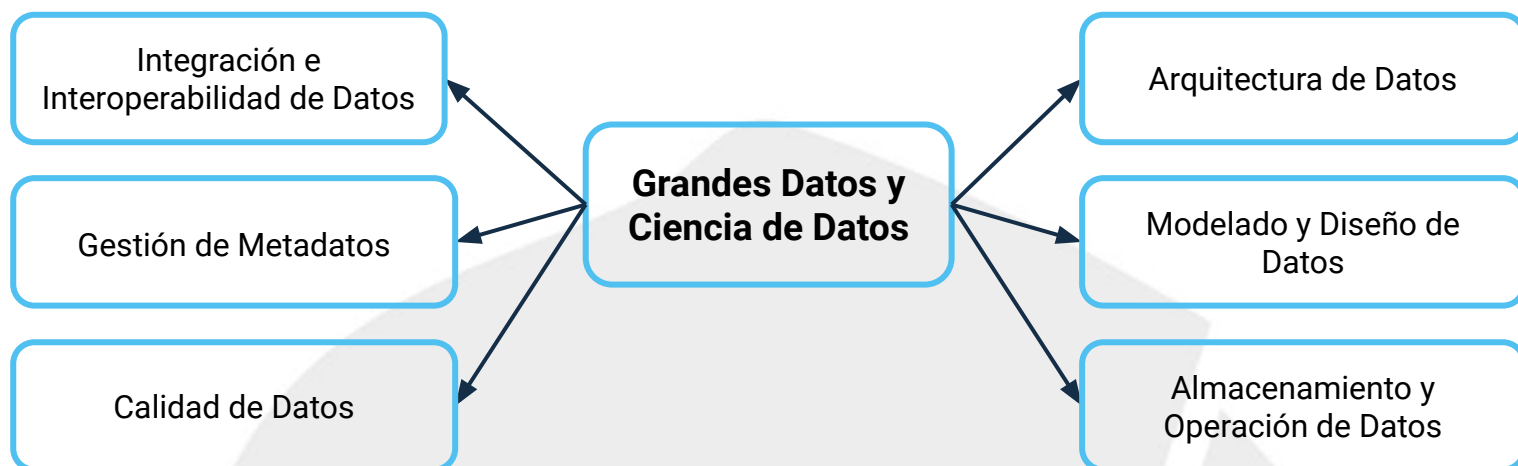 Integración e
Interoperabilidad de Datos
Gestión de Metadatos
Calidad de Datos
Grandes Datos y
Ciencia de Datos
Arquitectura de Datos
Modelado y Diseño de
Datos
Almacenamiento y
Operación de Datos